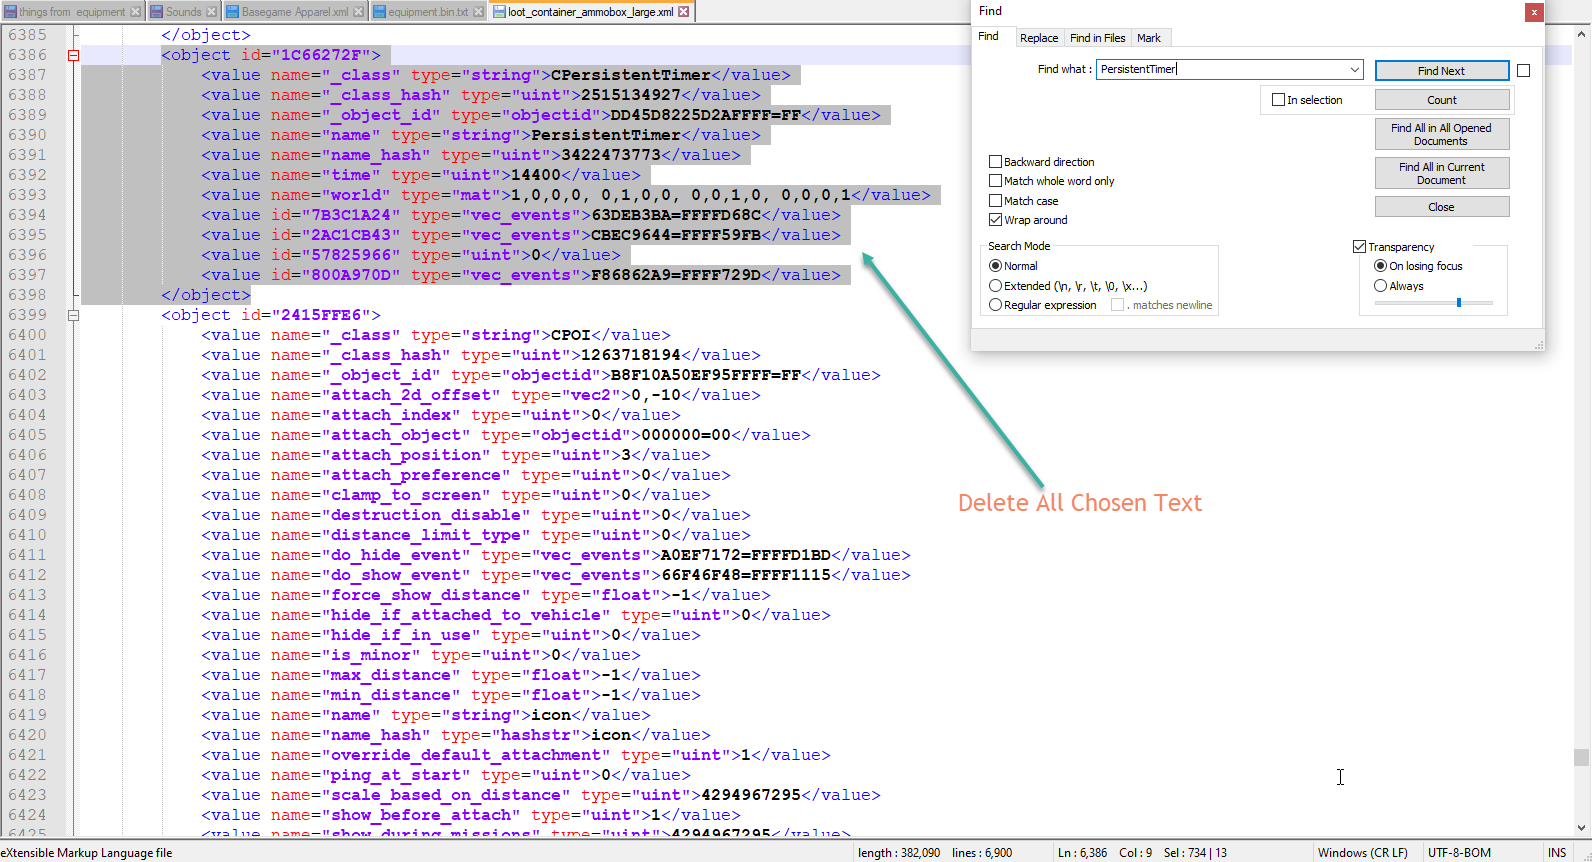 things from  equipment
Sounds
Basegame Apparel.xml
equipment.bin.txt
loot_container_ammobox_large.xml
6385 </object>
6386 <object id="1C66272F">
6387 <value name="_class" type="string">CPersistentTimer</value>
6388 <value name="_class_hash" type="uint">2515134927</value>
6389 <value name="_object_id" type="objectid">DD45D8225D2AFFFF=FF</value>
6390 <value name="name" type="string">PersistentTimer</value>
6391 <value name="name_hash" type="uint">3422473773</value>
6392 <value name="time" type="uint">14400</value>
6393 <value name="world" type="mat">1,0,0,0, 0,1,0,0, 0,0,1,0, 0,0,0,1</value>
6394 <value id="7B3C1A24" type="vec_events">63DEB3BA=FFFFD68C</value>
6395 <value id="2AC1CB43" type="vec_events">CBEC9644=FFFF59FB</value>
6396 <value id="57825966" type="uint">0</value>
6397 <value id="800A970D" type="vec_events">F86862A9=FFFF729D</value>
6398 </object>
6399 <object id="2415FFE6">
6400 <value name="_class" type="string">CPOI</value>
6401 <value name="_class_hash" type="uint">1263718194</value>
6402 <value name="_object_id" type="objectid">B8F10A50EF95FFFF=FF</value>
6403 <value name="attach_2d_offset" type="vec2">0,-10</value>
6404 <value name="attach_index" type="uint">0</value>
6405 <value name="attach_object" type="objectid">000000=00</value>
6406 <value name="attach_position" type="uint">3</value>
6407 <value name="attach_preference" type="uint">0</value>
6408 <value name="clamp_to_screen" type="uint">0</value>
6409 <value name="destruction_disable" type="uint">0</value>
6410 <value name="distance_limit_type" type="uint">0</value>
6411 <value name="do_hide_event" type="vec_events">A0EF7172=FFFFD1BD</value>
6412 <value name="do_show_event" type="vec_events">66F46F48=FFFF1115</value>
6413 <value name="force_show_distance" type="float">-1</value>
6414 <value name="hide_if_attached_to_vehicle" type="uint">0</value>
6415 <value name="hide_if_in_use" type="uint">0</value>
6416 <value name="is_minor" type="uint">0</value>
6417 <value name="max_distance" type="float">-1</value>
6418 <value name="min_distance" type="float">-1</value>
6419 <value name="name" type="string">icon</value>
6420 <value name="name_hash" type="hashstr">icon</value>
6421 <value name="override_default_attachment" type="uint">1</value>
6422 <value name="ping_at_start" type="uint">0</value>
6423 <value name="scale_based_on_distance" type="uint">4294967295</value>
6424 <value name="show_before_attach" type="uint">1</value>
6425 <value name="show_during_missions" type="uint">4294967295</value>
Find
x
Find
Replace
Find in Files
Mark
Find what :
PersistentTimer
Find Next
In selection
Count
Find All in All Opened
Documents
Find All in Current
Document
Close
Backward direction
Match whole word only
Match case
Wrap around
Search Mode
Normal
Extended (\n, \r, \t, \0, \x...)
Regular expression
. matches newline
Transparency
On losing focus
Always
Delete All Chosen Text
eXtensible Markup Language file
length : 382,090    lines : 6,900
Ln : 6,386    Col : 9    Sel : 734 | 13
Windows (CR LF)
UTF-8-BOM
INS